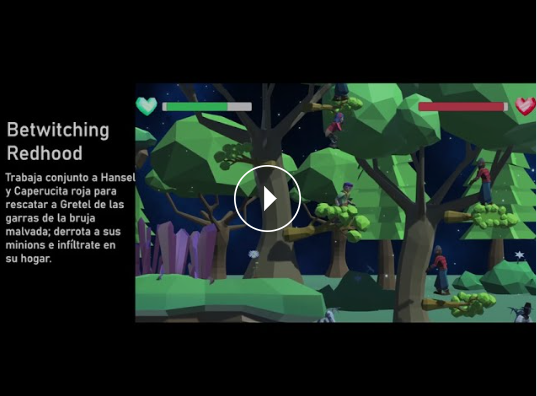 Betwitching
Redhood
Trabaja conjunto a Hansel
y Caperucita roja para
rescatar a Gretel de las
garras de la bruja
malvada; derrota a sus
minions e infíltrate en
su hogar.